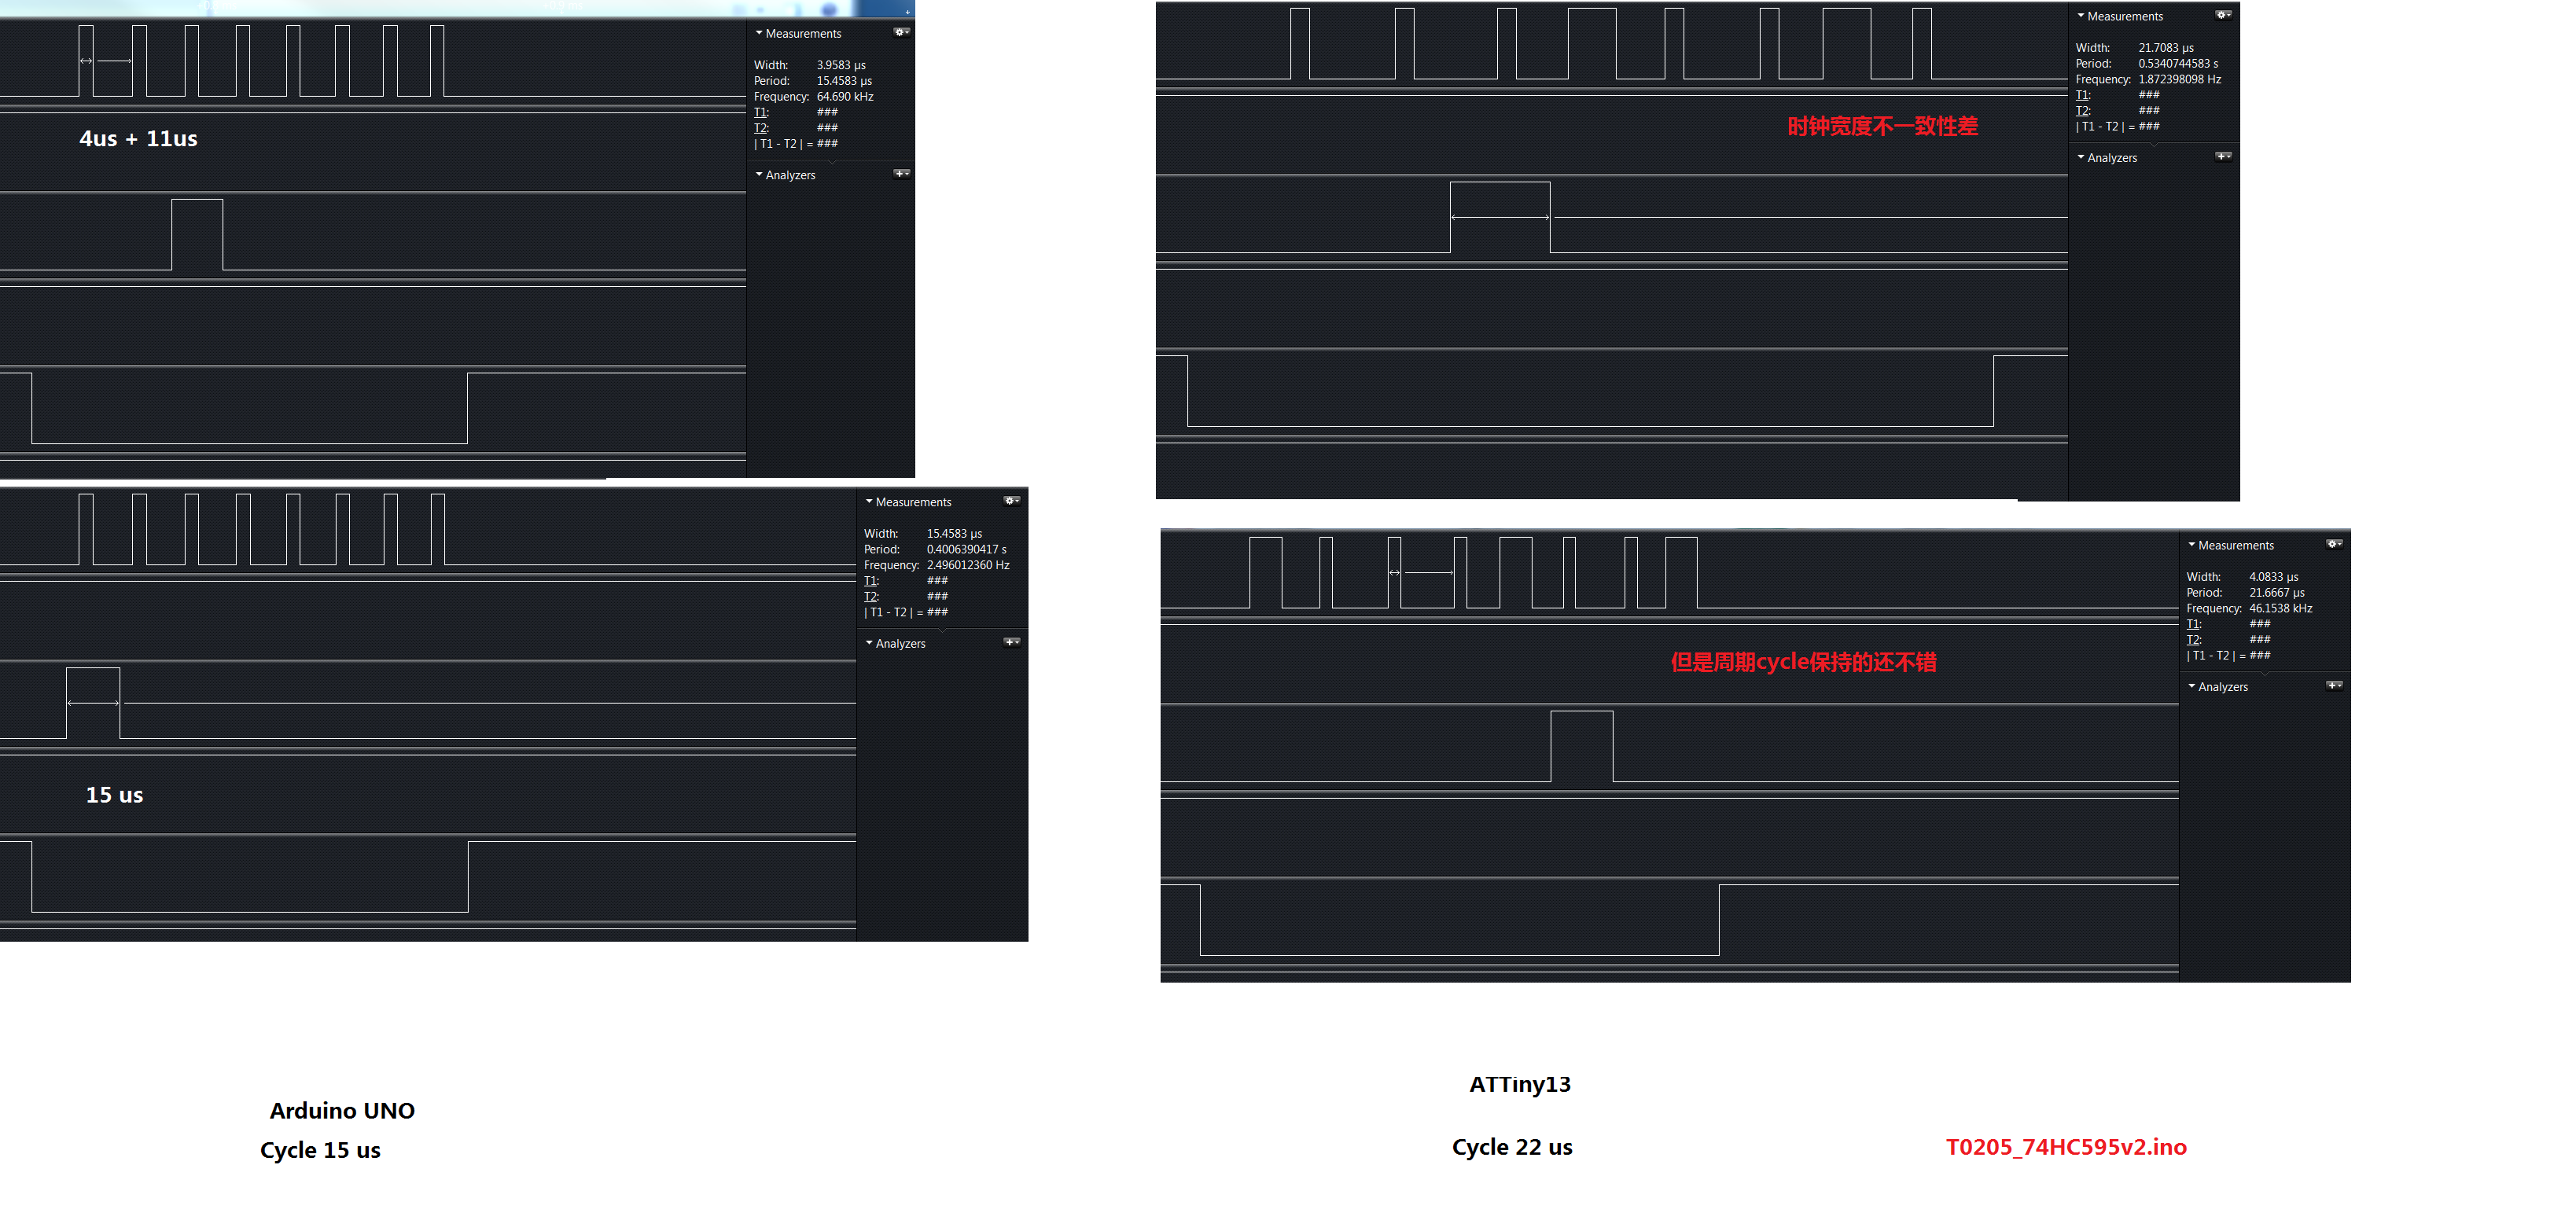 Measurements
Width: 3.9583 µs
Period: 15.4583 µs
Frequency: 64.690 kHz
T1: ###
T2: ###
| T1 - T2 | = ###
Analyzers
4us + 11us
Measurements
Width: 21.7083 µs
Period: 0.5340744583 s
Frequency: 1.872398098 Hz
T1: ###
T2: ###
| T1 - T2 | = ###
Analyzers
时钟宽度不一致性差
Measurements
Width: 15.4583 µs
Period: 0.4006390417 s
Frequency: 2.496012360 Hz
T1: ###
T2: ###
| T1 - T2 | = ###
Analyzers
15 us
Measurements
Width: 4.0833 µs
Period: 21.6667 µs
Frequency: 46.1538 kHz
T1: ###
T2: ###
| T1 - T2 | = ###
Analyzers
但是周期cycle保持的还不错
Arduino UNO
Cycle 15 us
ATTiny13
Cycle 22 us
T0205_74HC595v2.ino